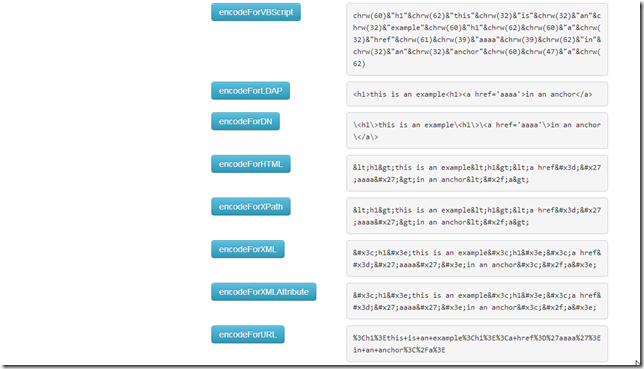 encodeForVBScript
chrw(60)&"h1"&chrw(62)&"this"&chrw(32)&"is"&chrw(32)&"an"&c
hrw(32)&"example"&chrw(60)&"h1"&chrw(62)&chrw(60)&"a"&chrw(
32)&"href"&chrw(61)&chrw(39)&"aaaa"&chrw(39)&chrw(62)&"in"&
chrw(32)&"an"&chrw(32)&"anchor"&chrw(60)&chrw(47)&"a"&chrw(
62)
encodeForLDAP
<h1>this is an example<h1><a href='aaaa'>in an anchor</a>
encodeForDN
\<h1\>this is an example\<h1\>\<a href='aaaa'\>in an anchor
\</a\>
encodeForHTML
&lt;h1&gt;this is an example&lt;h1&gt;&lt;a href&#x3d;&#x27
;aaaa&#x27;&gt;in an anchor&lt;&#x2f;a&gt;
encodeForXPath
&lt;h1&gt;this is an example&lt;h1&gt;&lt;a href&#x3d;&#x27
;aaaa&#x27;&gt;in an anchor&lt;&#x2f;a&gt;
encodeForXML
&#x3c;h1&#x3e;this is an example&#x3c;h1&#x3e;&#x3c;a href&
#x3d;&#x27;aaaa&#x27;&#x3e;in an anchor&#x3c;&#x2f;a&#x3e;
encodeForXMLAttribute
&#x3c;h1&#x3e;this is an example&#x3c;h1&#x3e;&#x3c;a href&
#x3d;&#x27;aaaa&#x27;&#x3e;in an anchor&#x3c;&#x2f;a&#x3e;
encodeForURL
%3Ch1%3Ethis+is+an+example%3Ch1%3E%3Ca+href%3D%27aaaa%27%3E
in+an+anchor%3C%2Fa%3E